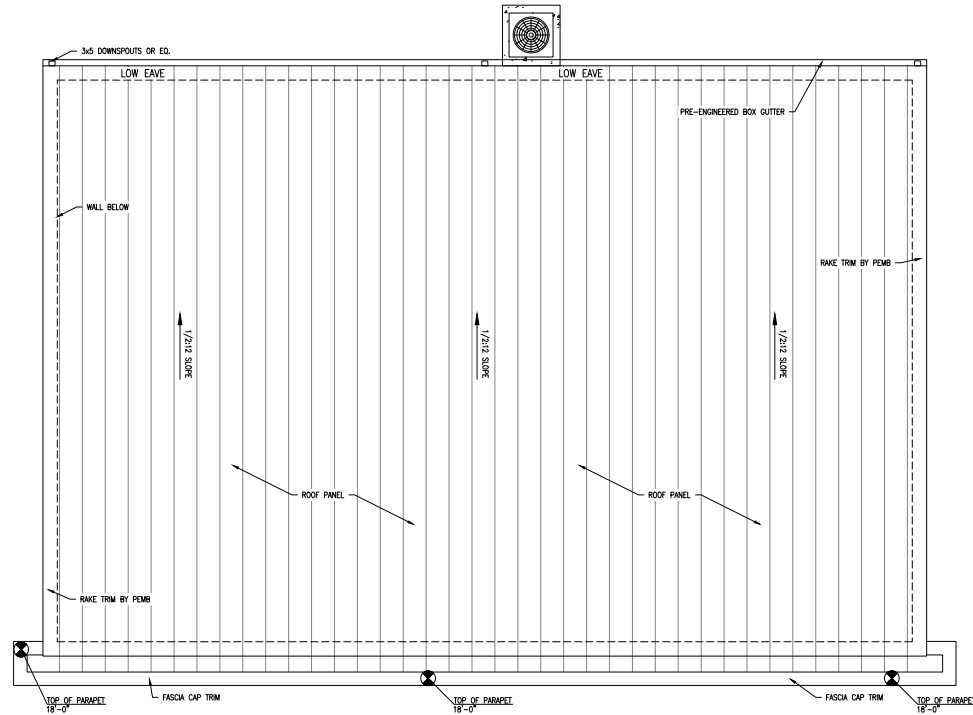 3x5 DOWNSPOUTS OR EQ.
LOW EAVE
LOW EAVE
PRE-ENGINEERED BOX GUTTER
WALL BELOW
RAKE TRIM BY PEMB
1/2:12 SLOPE
1/2:12 SLOPE
1/2:12 SLOPE
ROOF PANEL
ROOF PANEL
RAKE TRIM BY PEMB
FASCIA CAP TRIM
FASCIA CAP TRIM
TOP OF PARAPET
18'-0"
TOP OF PARAPET
18'-0"
TOP OF PARAPET
18'-0"